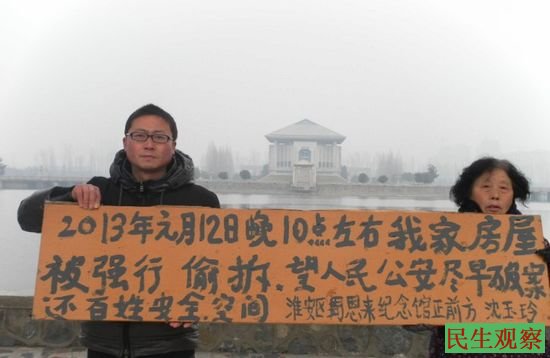 2013年元月12日晚10点左右我家房屋
被强行偷拆.望人民公安尽早破案
还百姓安全空间 淮安区周恩来纪念馆正前方 沈玉玲
民生观察